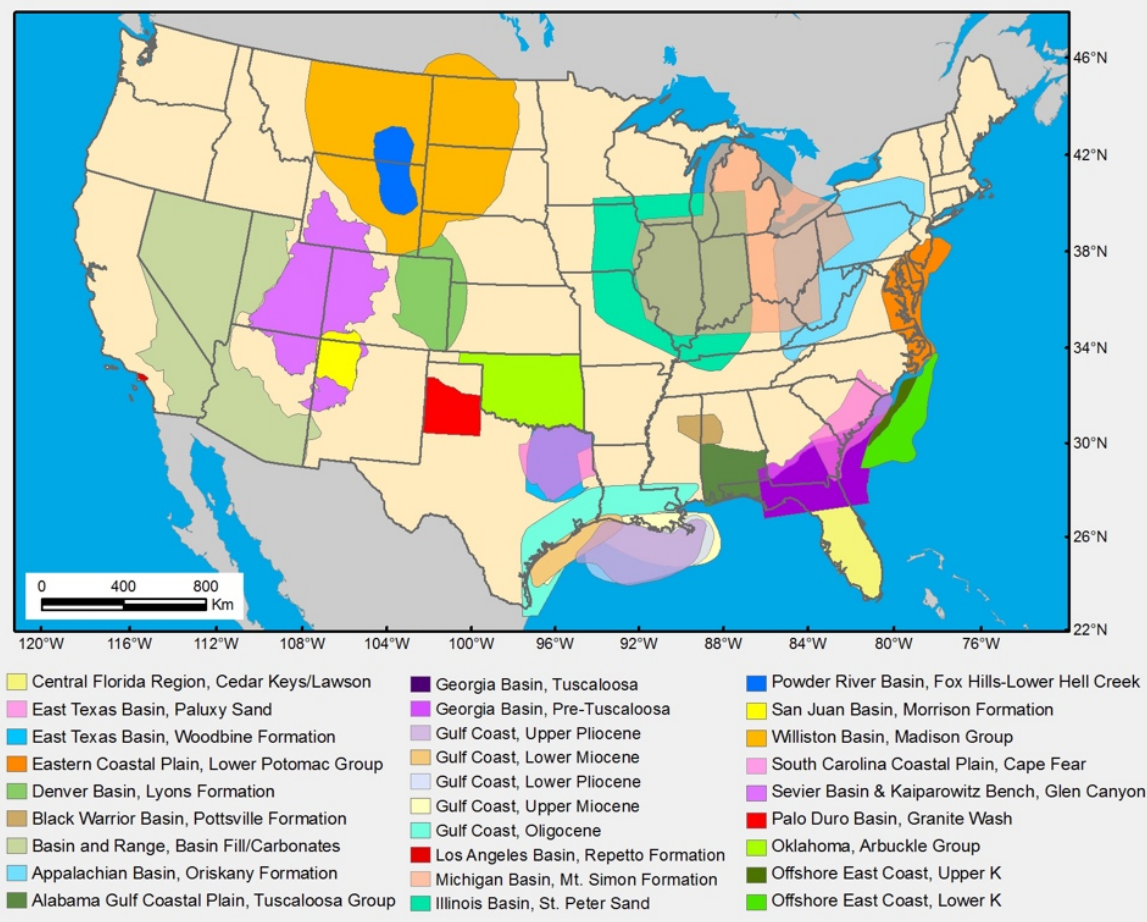 46°N
42°N
38°N
34°N
30°N
26°N
22°N
0 400 800
Km
120°W 116°W 112°W 108°W 104°W 100°W 96°W 92°W 88°W 84°W 80°W 76°W
Central Florida Region, Cedar Keys/Lawson
East Texas Basin, Paluxy Sand
East Texas Basin, Woodbine Formation
Eastern Coastal Plain, Lower Potomac Group
Denver Basin, Lyons Formation
Black Warrior Basin, Pottsville Formation
Basin and Range, Basin Fill/Carbonates
Appalachian Basin, Oriskany Formation
Alabama Gulf Coastal Plain, Tuscaloosa Group
Georgia Basin, Tuscaloosa
Georgia Basin, Pre-Tuscaloosa
Gulf Coast, Upper Pliocene
Gulf Coast, Lower Miocene
Gulf Coast, Lower Pliocene
Gulf Coast, Upper Miocene
Gulf Coast, Oligocene
Los Angeles Basin, Repetto Formation
Michigan Basin, Mt. Simon Formation
Illinois Basin, St. Peter Sand
Powder River Basin, Fox Hills-Lower Hell Creek
San Juan Basin, Morrison Formation
Williston Basin, Madison Group
South Carolina Coastal Plain, Cape Fear
Sevier Basin & Kaiparowitz Bench, Glen Canyon
Palo Duro Basin, Granite Wash
Oklahoma, Arbuckle Group
Offshore East Coast, Upper K
Offshore East Coast, Lower K